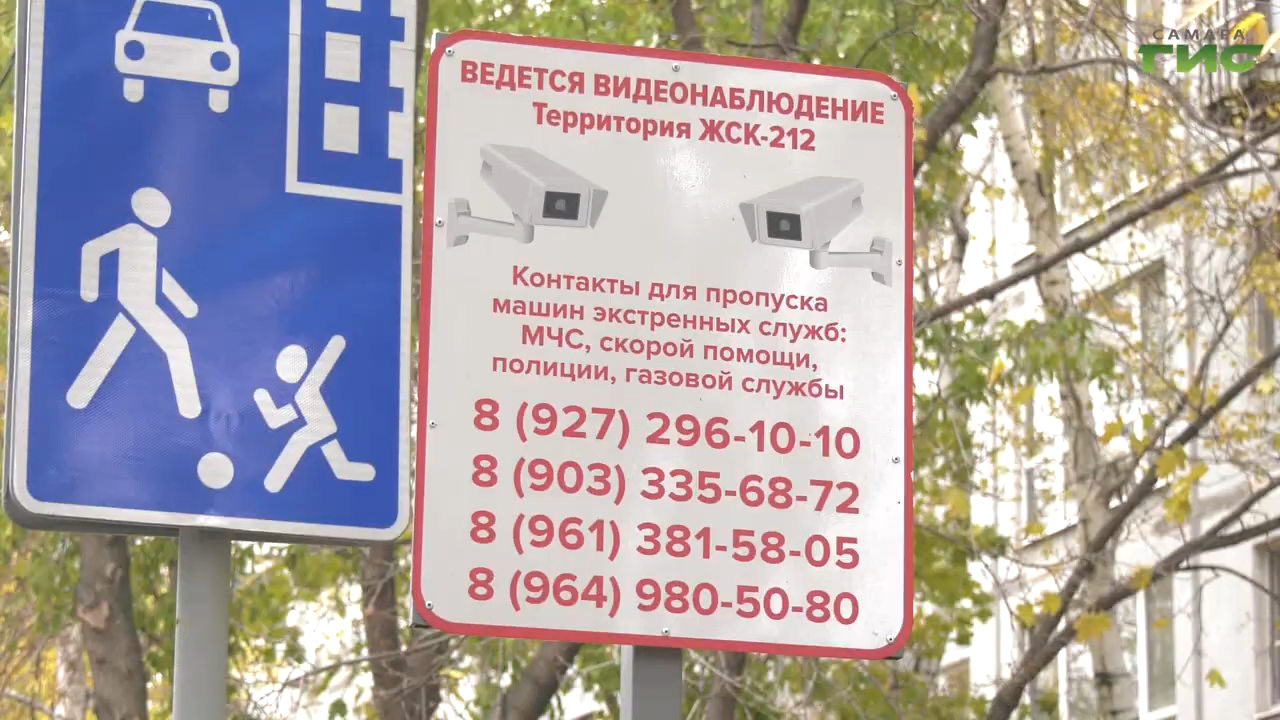 САМАРА
ГИС
ВЕДЕТСЯ ВИДЕОНАБЛЮДЕНИЕ
Территория ЖСК-212
Контакты для пропуска
машин экстренных служб:
МЧС, скорой помощи,
полиции, газовой службы
8 (927) 296-10-10
8 (903) 335-68-72
8 (961) 381-58-05
8 (964) 980-50-80